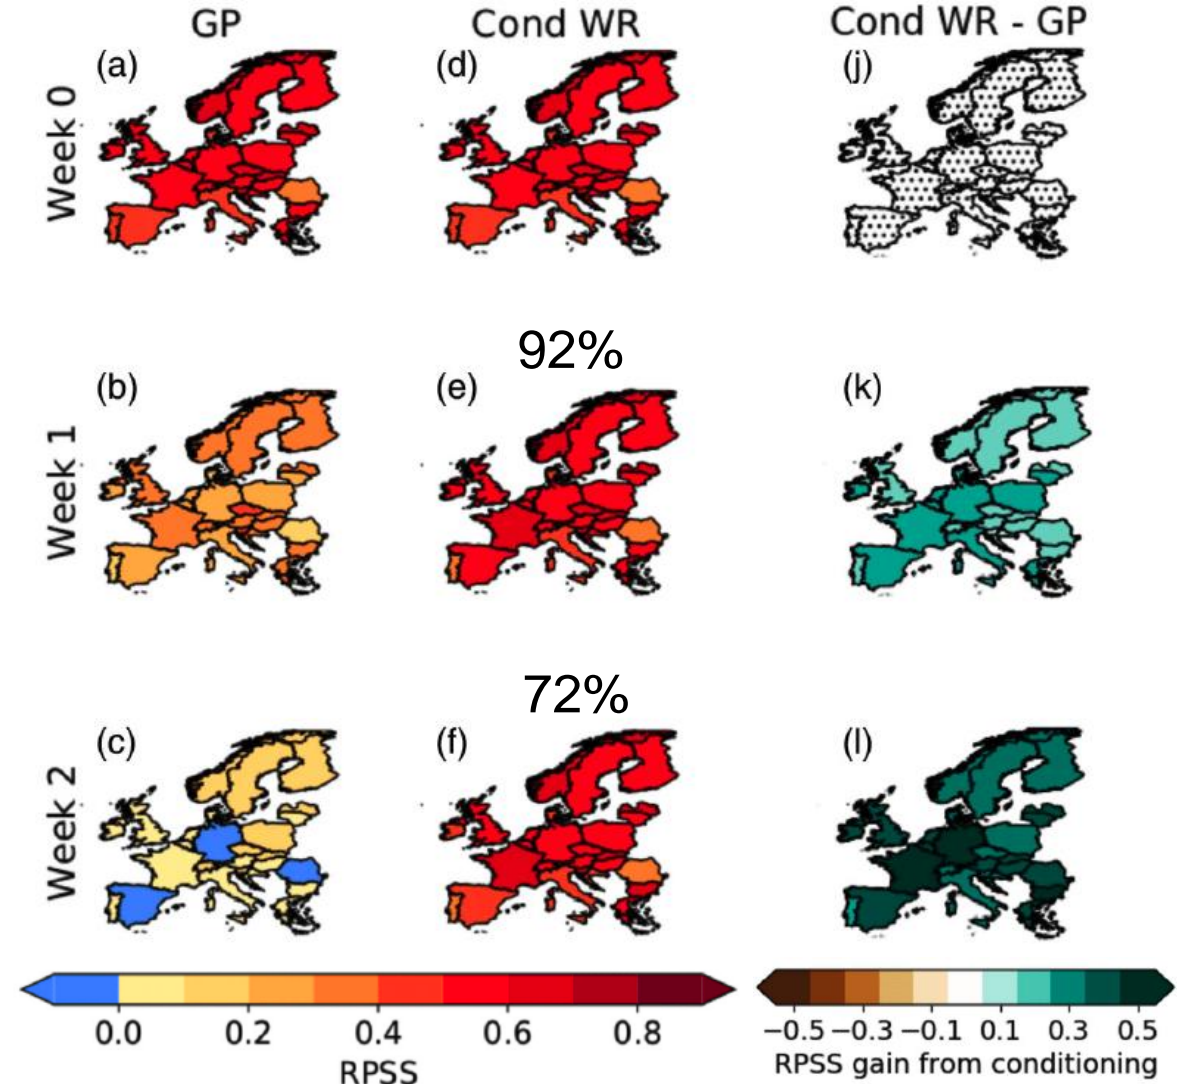 GP Cond WR Cond WR - GP
Week 0
(a) (d) (j)
92%
Week 1
(b) (e) (k)
72%
Week 2
(c) (f) (l)
0.0 0.2 0.4 0.6 0.8
RPSS
−0.5 −0.3 −0.1 0.1 0.3 0.5
RPSS gain from conditioning